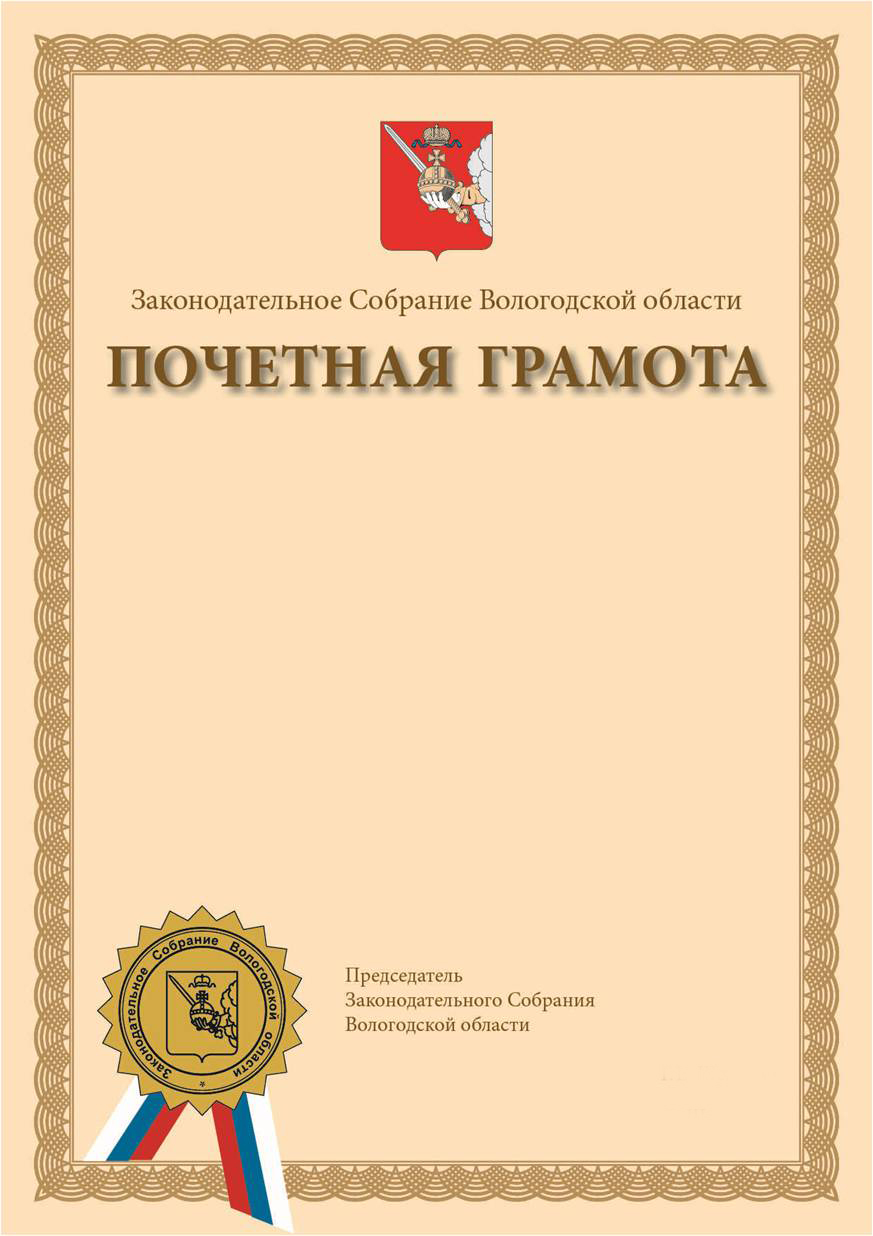 Законодательное Собрание Вологодской области
ПОЧЕТНАЯ ГРАМОТА
Законодательное Собрание Вологодской области
*
Председатель
Законодательного Собрания
Вологодской области